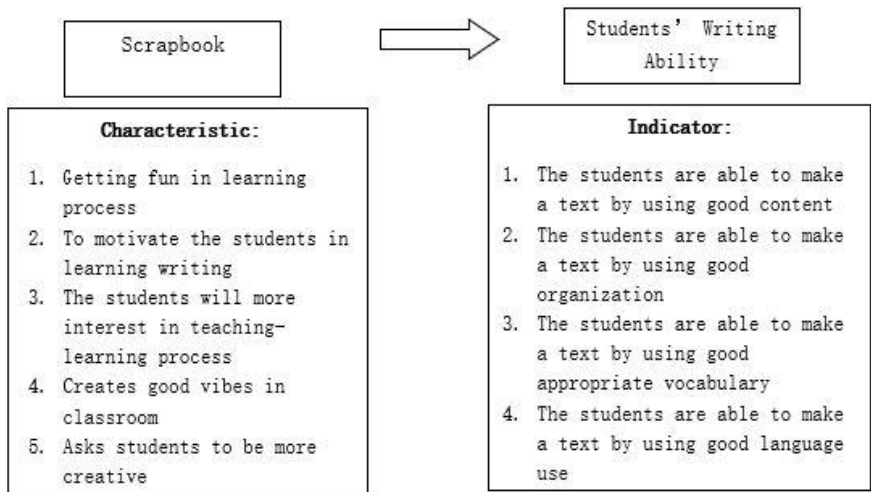 Scrapbook
Students’ Writing
Ability
Characteristic:
1. Getting fun in learning
process
2. To motivate the students in
learning writing
3. The students will more
interest in teaching-
learning process
4. Creates good vibes in
classroom
5. Asks students to be more
creative
Indicator:
1. The students are able to make
a text by using good content
2. The students are able to make
a text by using good
organization
3. The students are able to make
a text by using good
appropriate vocabulary
4. The students are able to make
a text by using good language
use